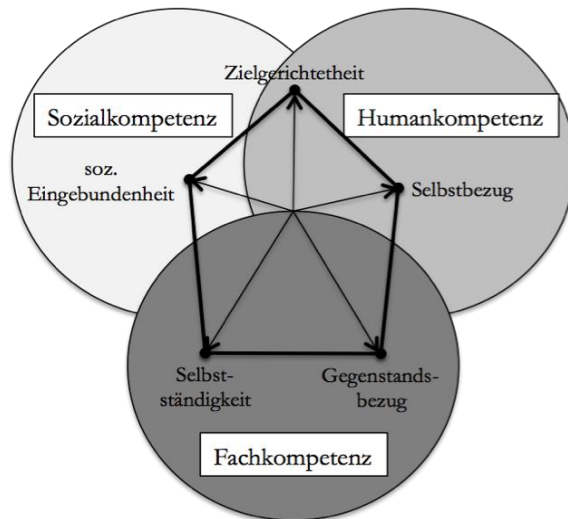 Zielgerichtetheit
Sozialkompetenz
Humankompetenz
soz.
Eingebundenheit
Selbstbezug
Selbst-
ständigkeit
Gegenstands-
bezug
Fachkompetenz